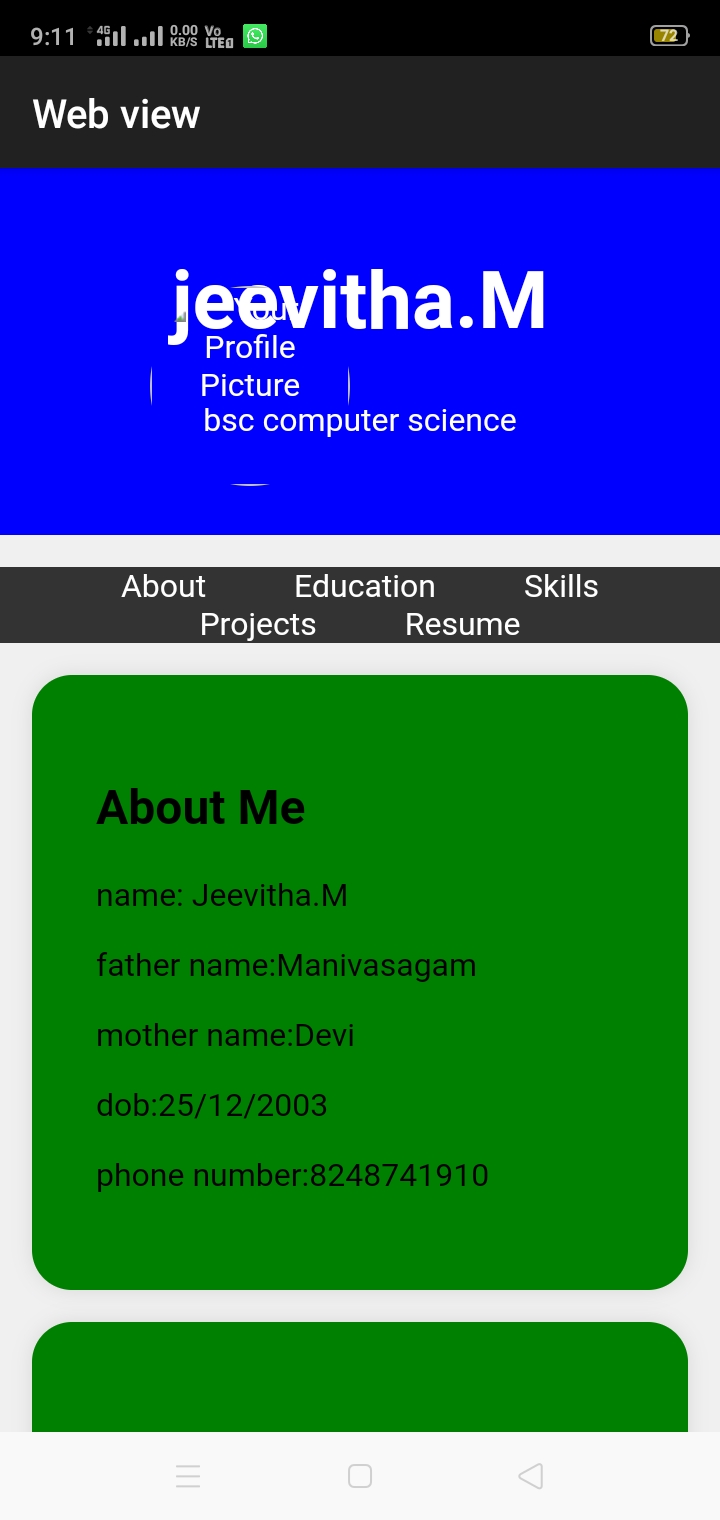 9:11 4G 0.00 KB/S Vo LTE 72
Web view
jeevitha.M
Your
Profile
Picture
bsc computer science
About Education Skills
Projects Resume
About Me
name: Jeevitha.M
father name:Manivasagam
mother name:Devi
dob:25/12/2003
phone number:8248741910